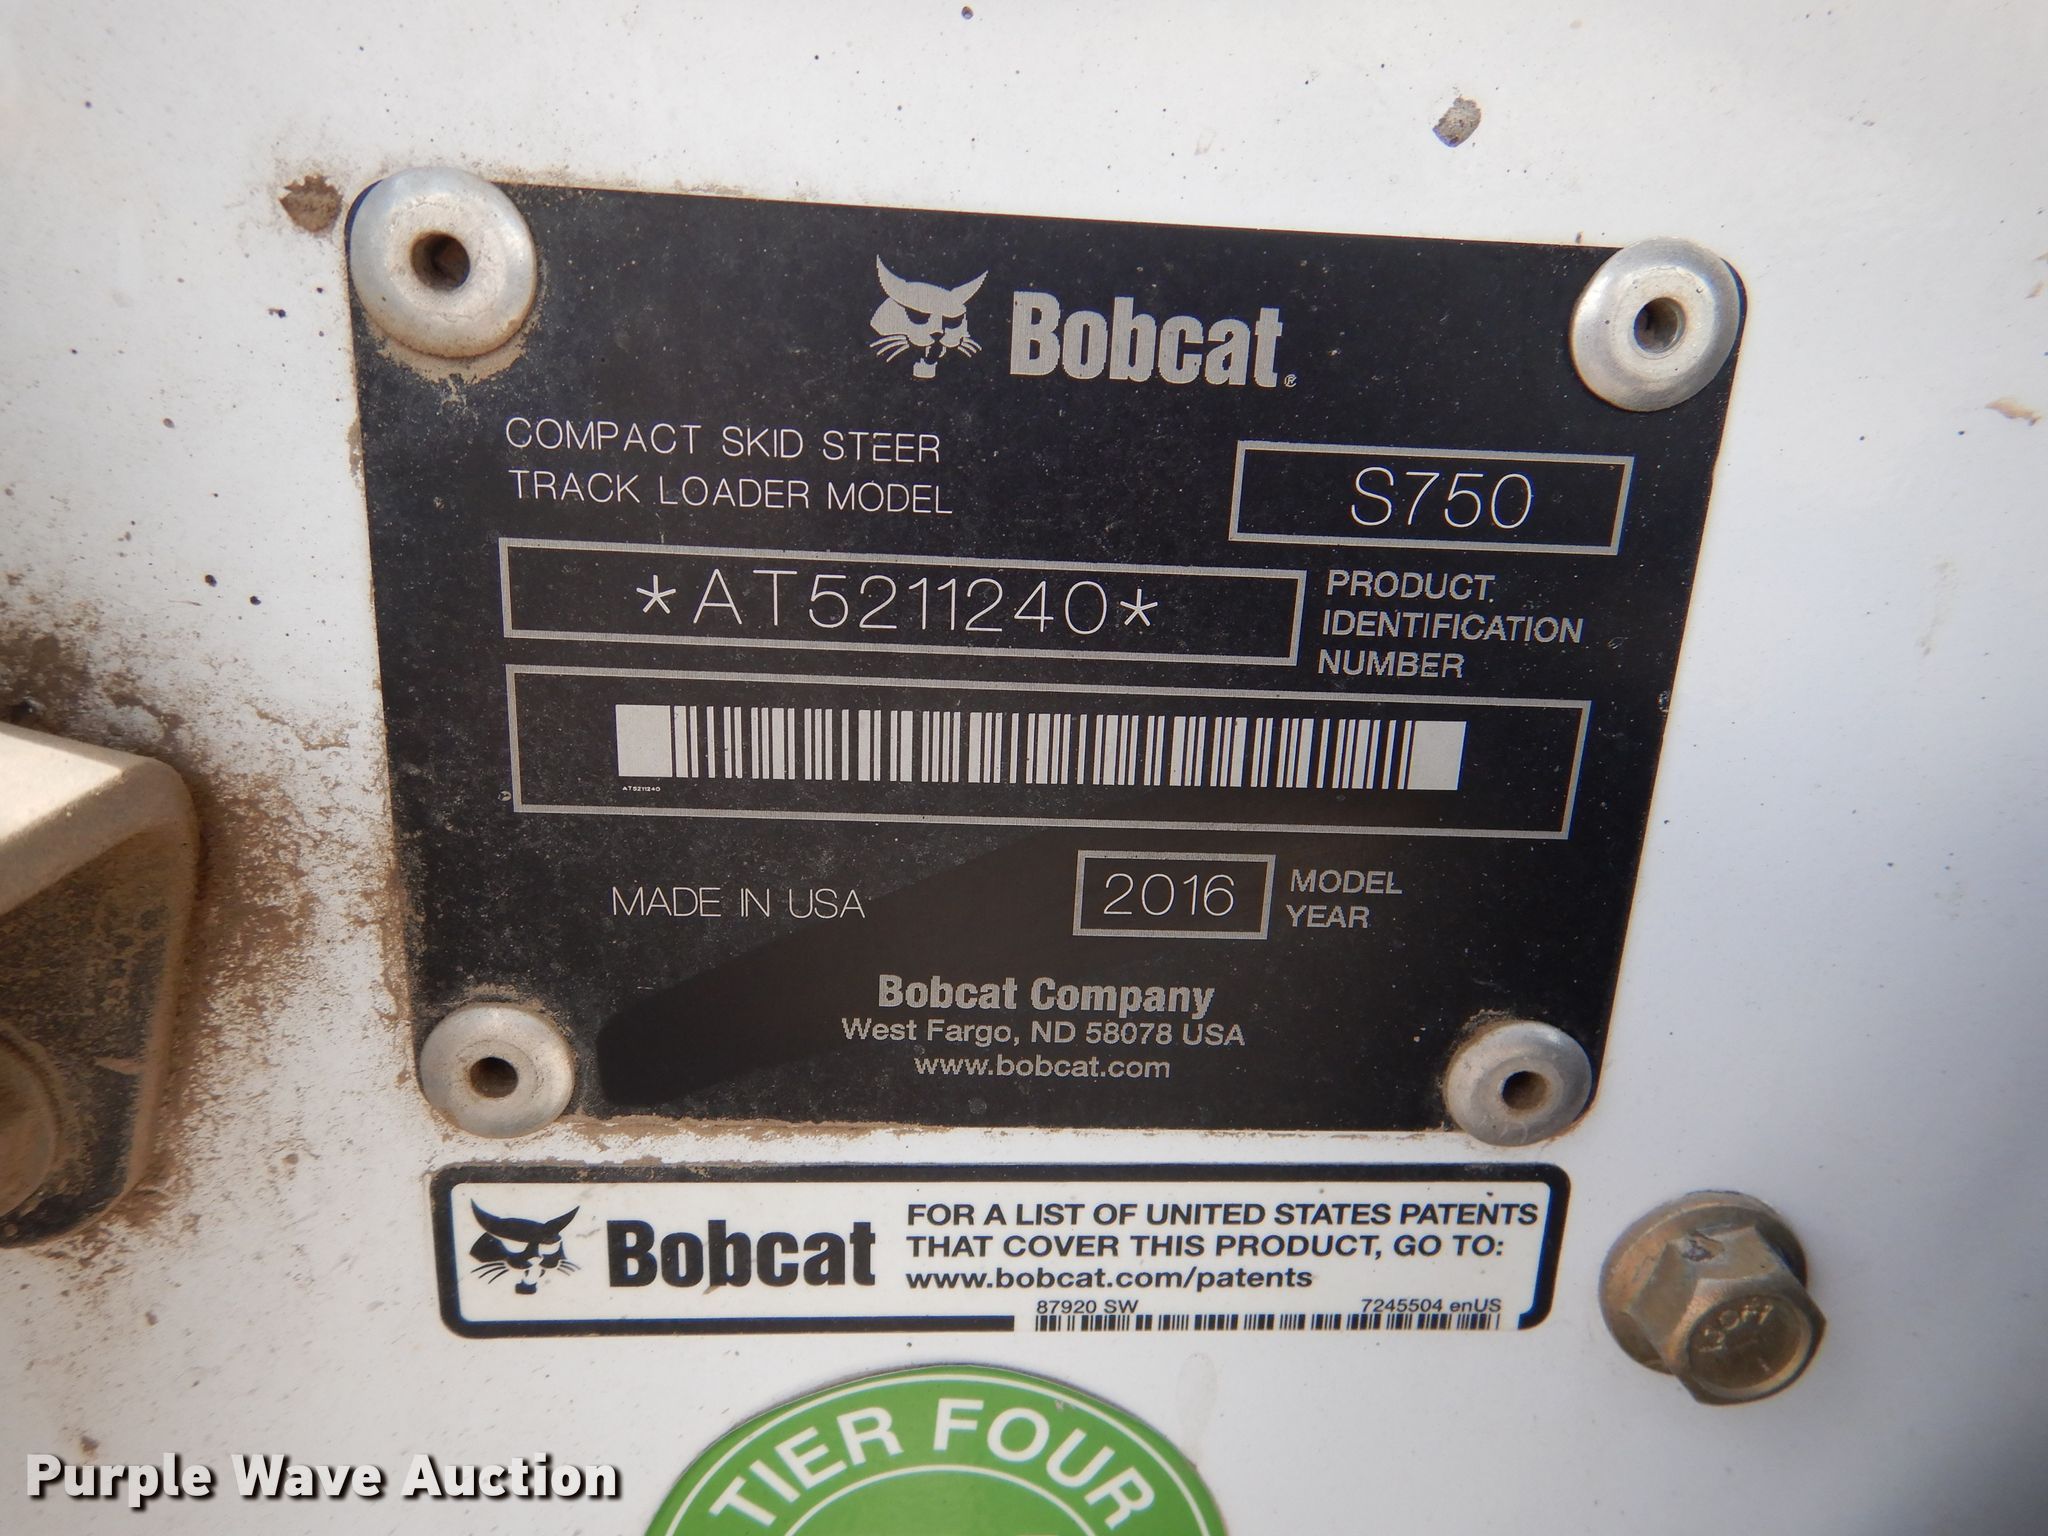 Bobcat®
COMPACT SKID STEER
TRACK LOADER MODEL
S750
*AT5211240*
PRODUCT
IDENTIFICATION
NUMBER
AT5211240
MADE IN USA
2016
MODEL
YEAR
Bobcat Company
West Fargo, ND 58078 USA
www.bobcat.com
Bobcat
FOR A LIST OF UNITED STATES PATENTS
THAT COVER THIS PRODUCT, GO TO:
www.bobcat.com/patents
87920 SW
7245504 enUS
TIER FOUR
Purple Wave Auction